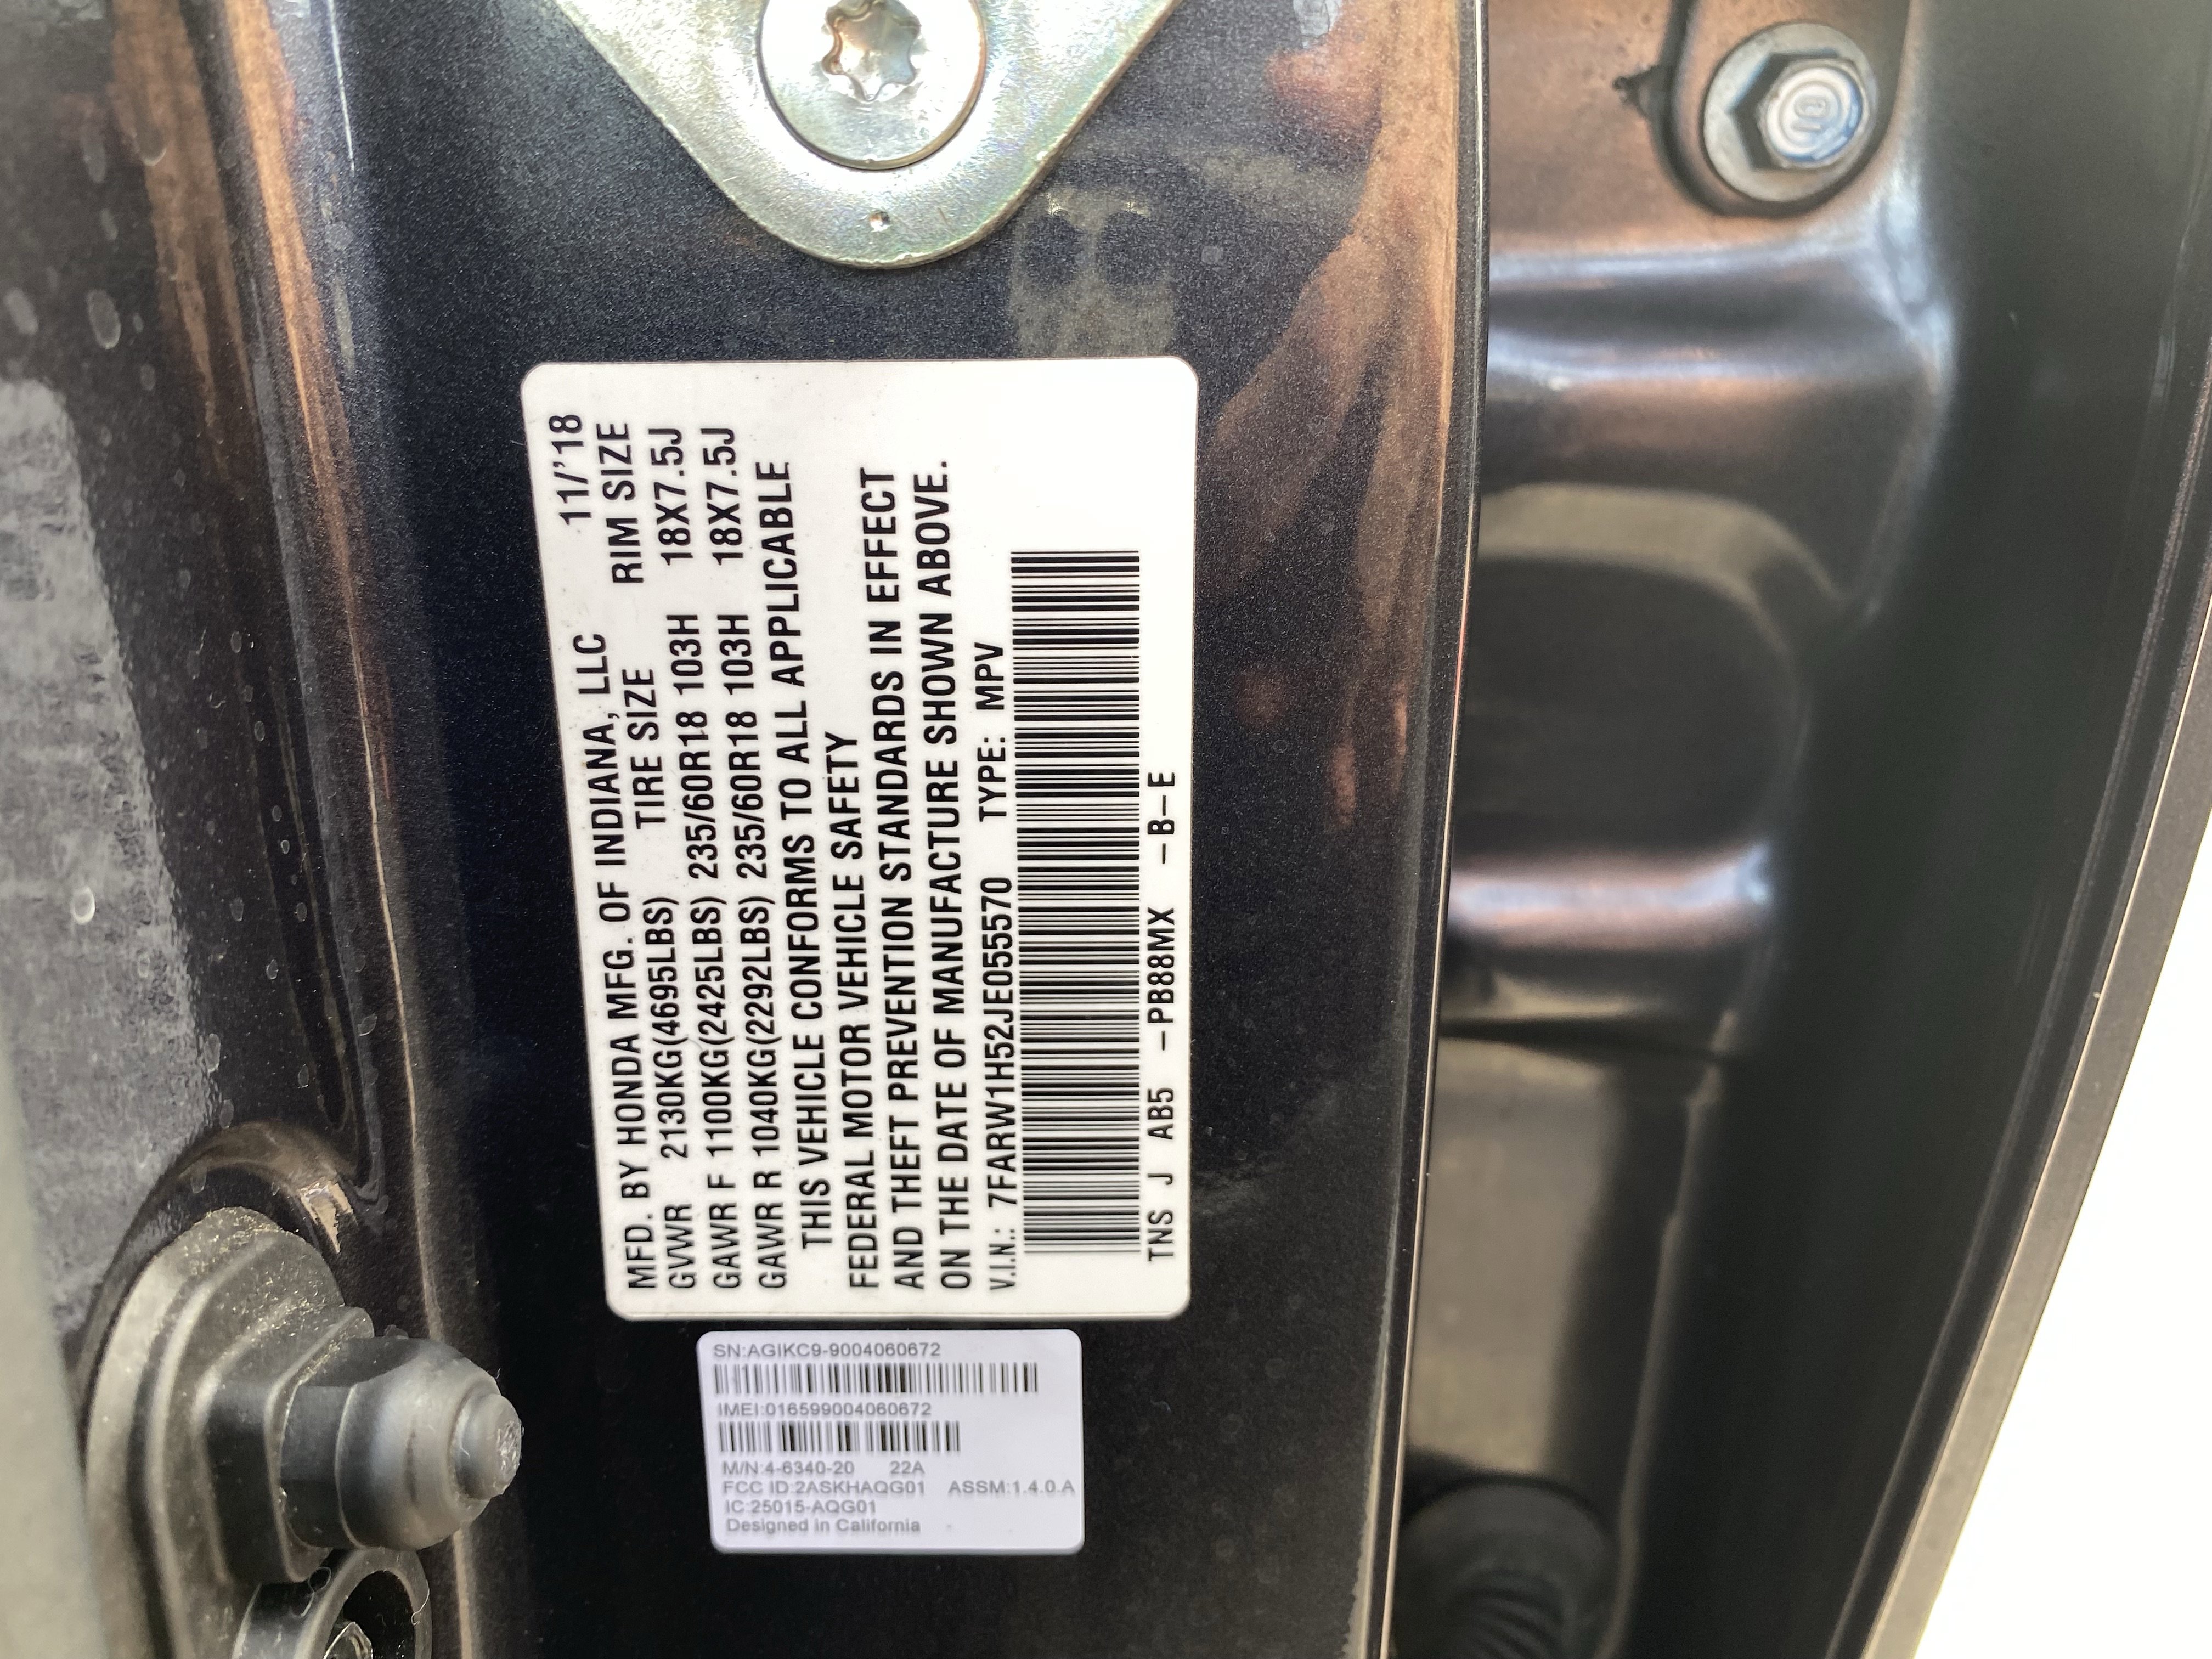 MFD. BY HONDA MFG. OF INDIANA, LLC 11/'18
TIRE SIZE RIM SIZE
GVWR 2130KG(4695LBS)
GAWR F 1100KG(2425LBS) 235/60R18 103H 18X7.5J
GAWR R 1040KG(2292LBS) 235/60R18 103H 18X7.5J
THIS VEHICLE CONFORMS TO ALL APPLICABLE
FEDERAL MOTOR VEHICLE SAFETY
AND THEFT PREVENTION STANDARDS IN EFFECT
ON THE DATE OF MANUFACTURE SHOWN ABOVE.
V.I.N.: 7FARW1H52JE055570 TYPE: MPV
TNS J AB5 -PB88MX -B-E
SN:AGIKC9-9004060672
IMEI:016599004060672
M/N:4-6340-20 22A
FCC ID:2ASKHAQG01 ASSM:1.4.0.A
IC:25015-AQG01
Designed in California